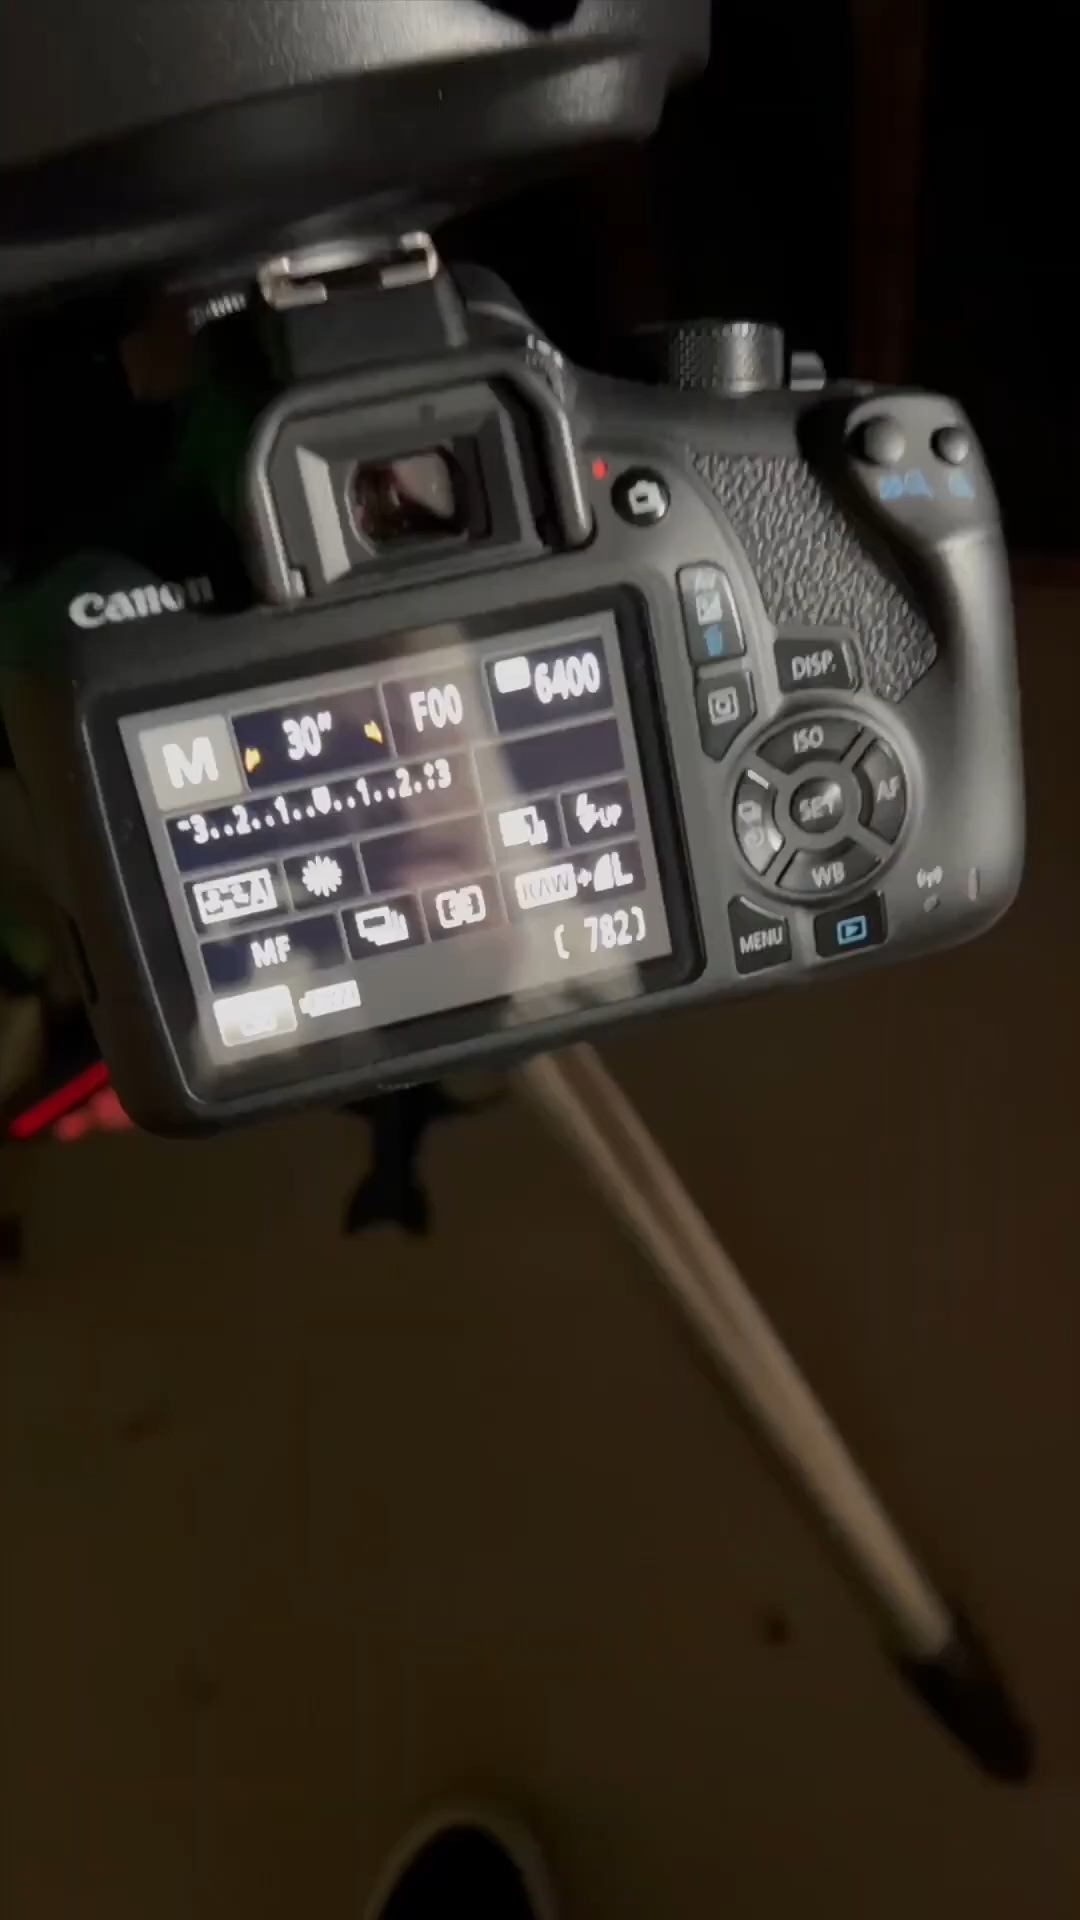 Canon
DISP.
M 30" F00 6400
ISO
-3..2..1..0..1..2.:3
AF
SET
UP
WB
RAW+L
MF
MENU
[ 782]